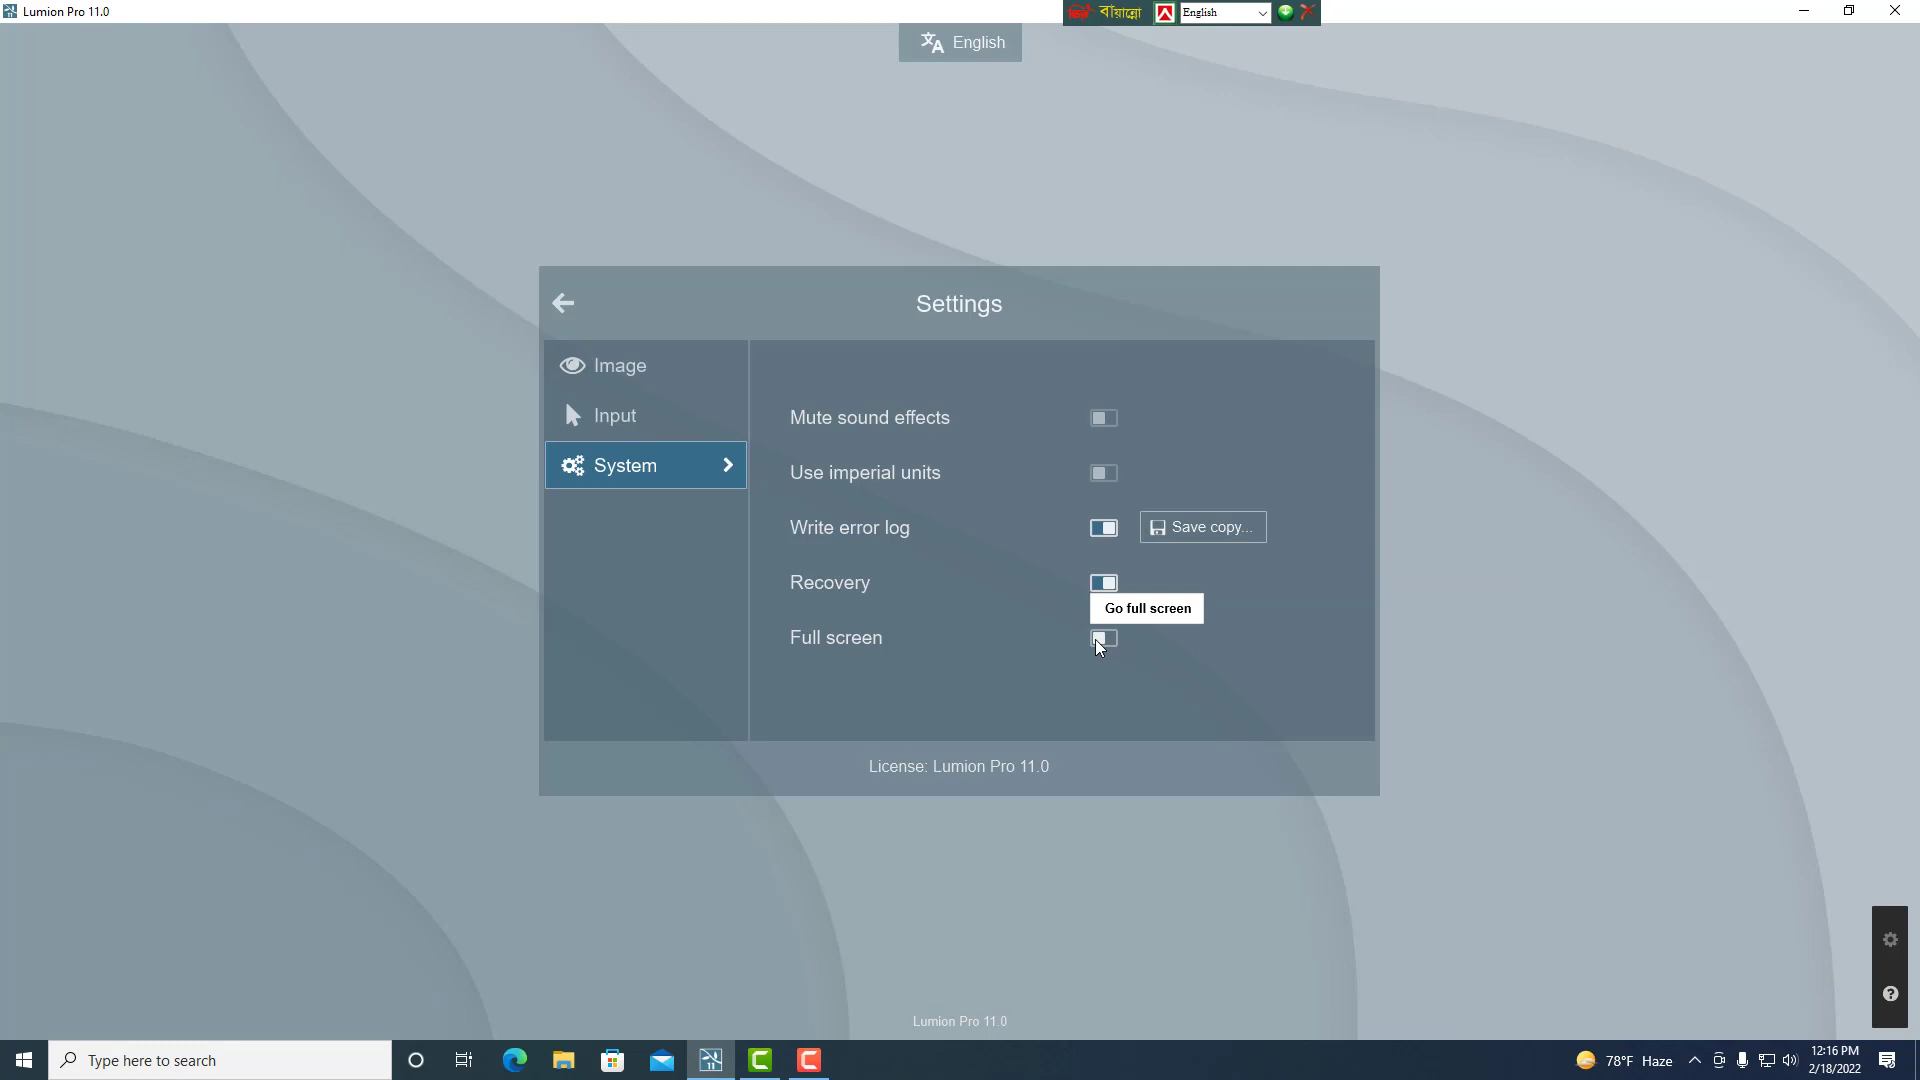 Lumion Pro 11.0
বায়ান্নো
English
English
Settings
Image
Input
System
Mute sound effects
Use imperial units
Write error log
Save copy...
Recovery
Go full screen
Full screen
License: Lumion Pro 11.0
Lumion Pro 11.0
Type here to search
78°F Haze
12:16 PM
2/18/2022